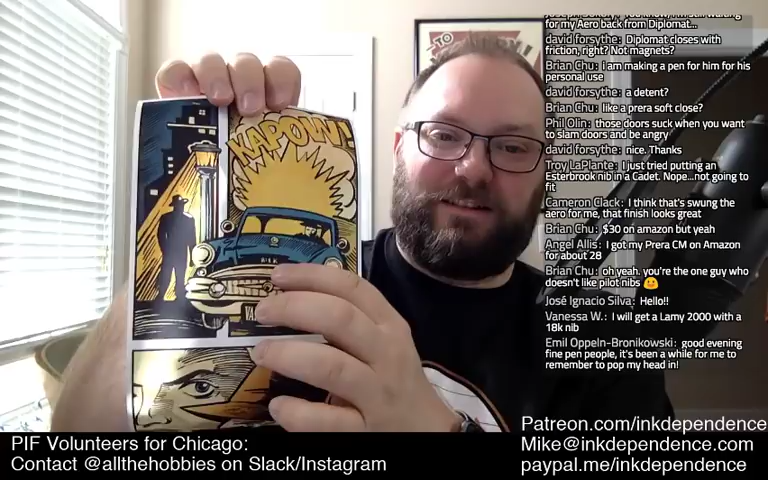 for my Aero back from Diplomat...
david forsythe: Diplomat closes with
friction, right? Not magnets?
Brian Chu: I am making a pen for him for his
personal use
david forsythe: a detent?
Brian Chu: like a prera soft close?
Phil Olin: those doors suck when you want
to slam doors and be angry
david forsythe: nice. Thanks
Troy LaPlante: I just tried putting an
Esterbrook nib in a Cadet. Nope...not going to
fit
Cameron Clack: I think that's swung the
aero for me, that finish looks great
Brian Chu: $30 on amazon but yeah
Angel Allis: I got my Prera CM on Amazon
for about 28
Brian Chu: oh yeah. you're the one guy who
doesn't like pilot nibs
José Ignacio Silva: Hello!!
Vanessa W.: I will get a Lamy 2000 with a
18k nib
Emil Oppeln-Bronikowski: good evening
fine pen people, it's been a while for me to
remember to pop my head in!
TO
KAPOW!
PIF Volunteers for Chicago:
Contact @allthehobbies on Slack/Instagram
Patreon.com/inkdependence
Mike@inkdependence.com
paypal.me/inkdependence